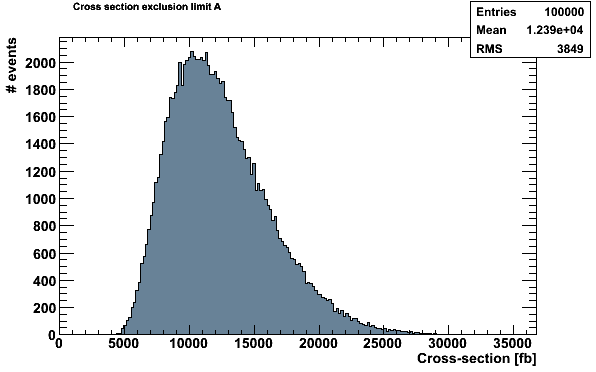 Cross section exclusion limit A
Entries 100000
Mean 1.239e+04
RMS 3849
# events
2000
1800
1600
1400
1200
1000
800
600
400
200
0
0 5000 10000 15000 20000 25000 30000 35000
Cross-section [fb]